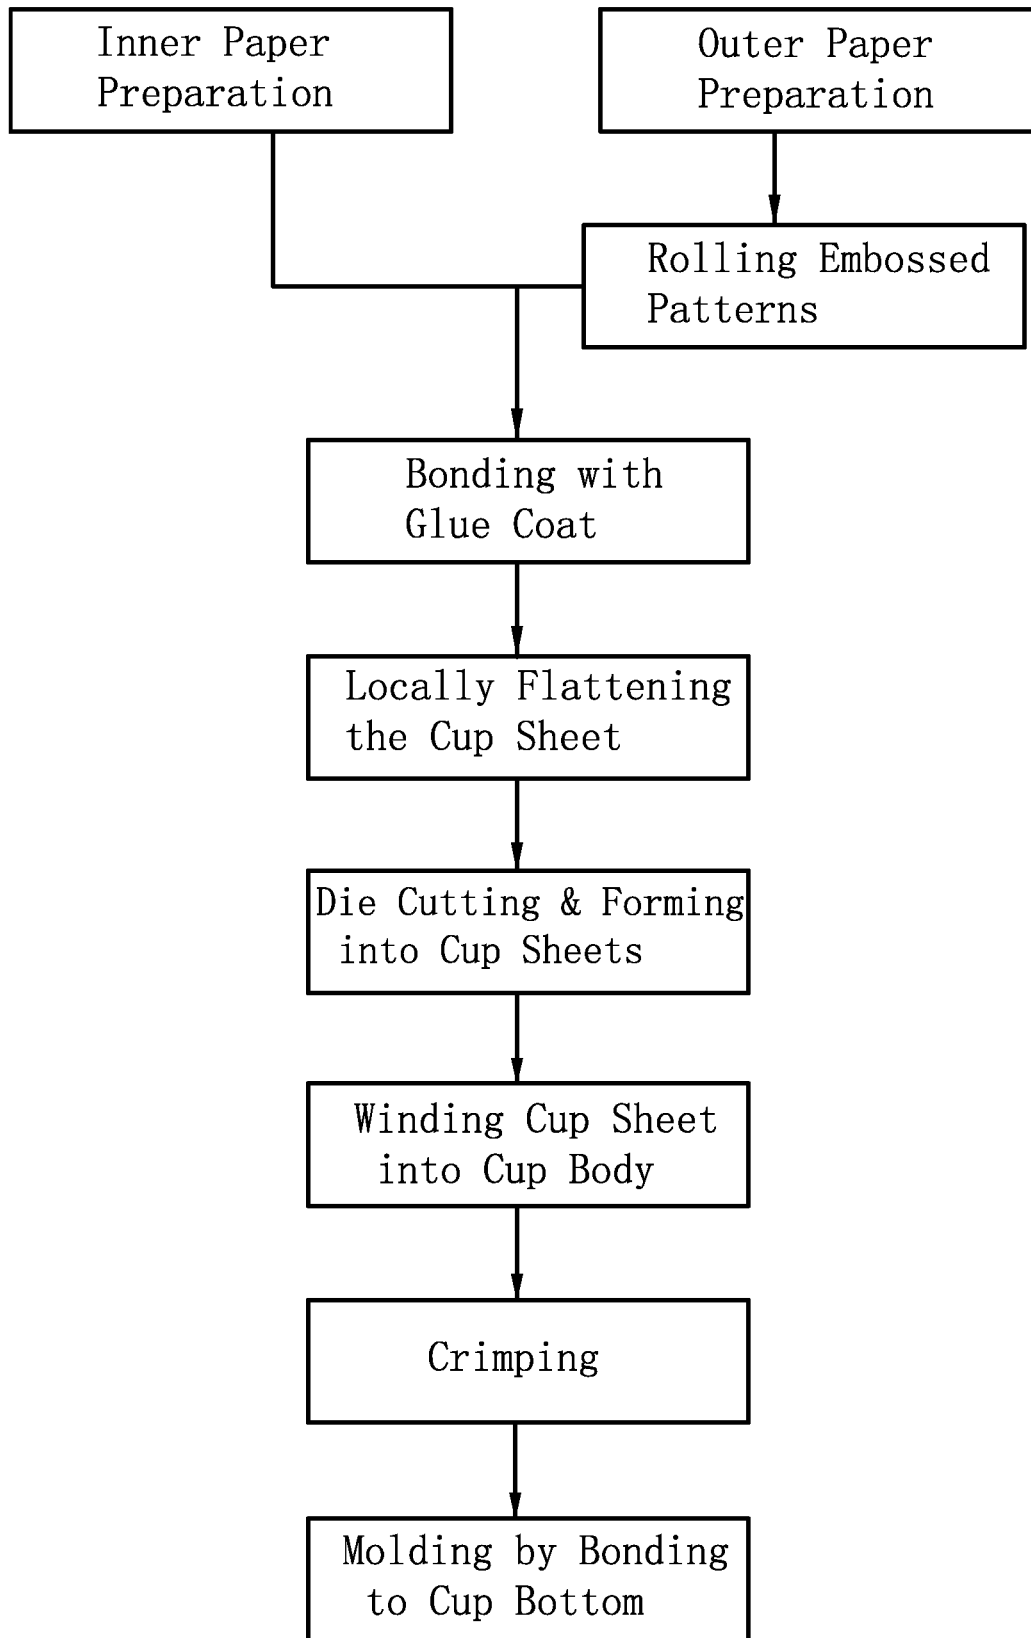 Inner Paper
Preparation
Outer Paper
Preparation
Rolling Embossed
Patterns
Bonding with
Glue Coat
Locally Flattening
the Cup Sheet
Die Cutting & Forming
into Cup Sheets
Winding Cup Sheet
into Cup Body
Crimping
Molding by Bonding
to Cup Bottom